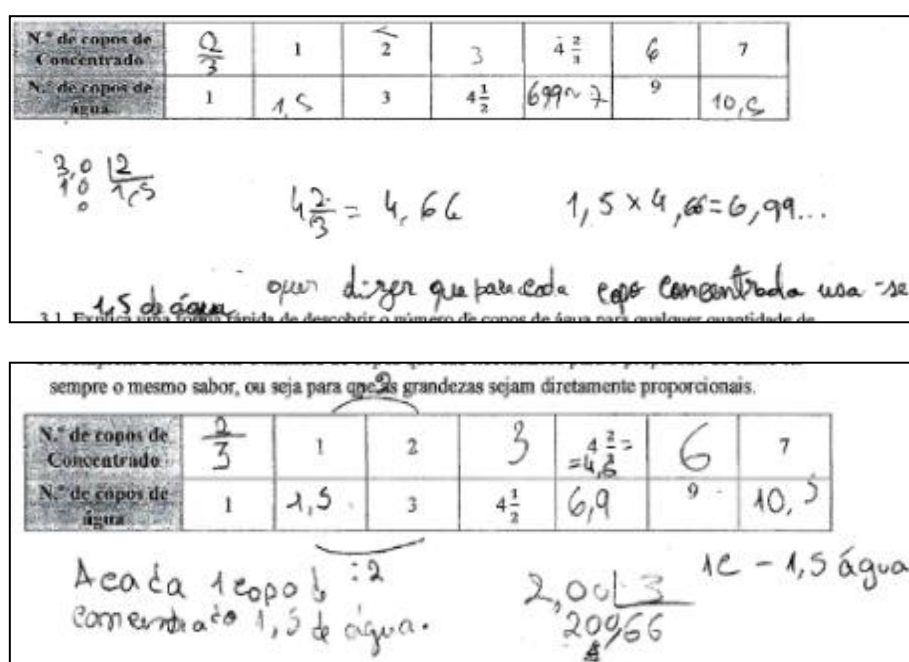 N.º de copos de Concentrado 2/3 1 2 3 4 2/3 6 7
N.º de copos de água 1 1,5 3 4 1/2 699~7 9 10,5
3,0 |2
10 1,5
0
4 2/3 = 4,66 1,5 x 4,66 = 6,99...
quer dizer que para cada copo concentrado usa-se
1,5 de água
3.1. Explica uma forma rápida de descobrir o número de copos de água para qualquer quantidade de
sempre o mesmo sabor, ou seja para que as grandezas sejam diretamente proporcionais.
:2
N.º de copos de Concentrado 2/3 1 2 3 4 2/3 = =4,6 6 7
N.º de copos de água 1 1,5 3 4 1/2 6,9 9 10,5
:2
A cada 1 copo de
concentrado 1,5 de água.
2,00 |3
200,66
1c - 1,5 água